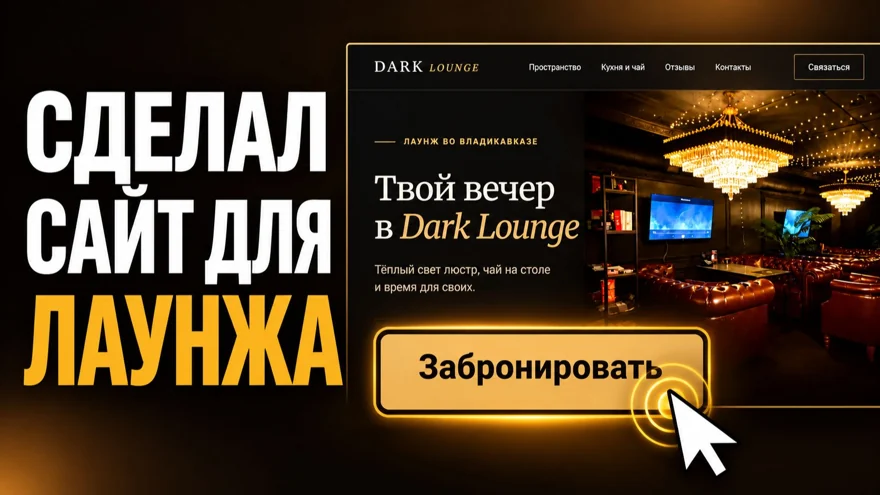 СДЕЛАЛ
САЙТ ДЛЯ
ЛАУНЖА
DARK LOUNGE
Пространство Кухня и чай Отзывы Контакты
Связаться
ЛАУНЖ ВО ВЛАДИКАВКАЗЕ
Твой вечер
в Dark Lounge
Тёплый свет люстр, чай на столе
и время для своих.
Забронировать